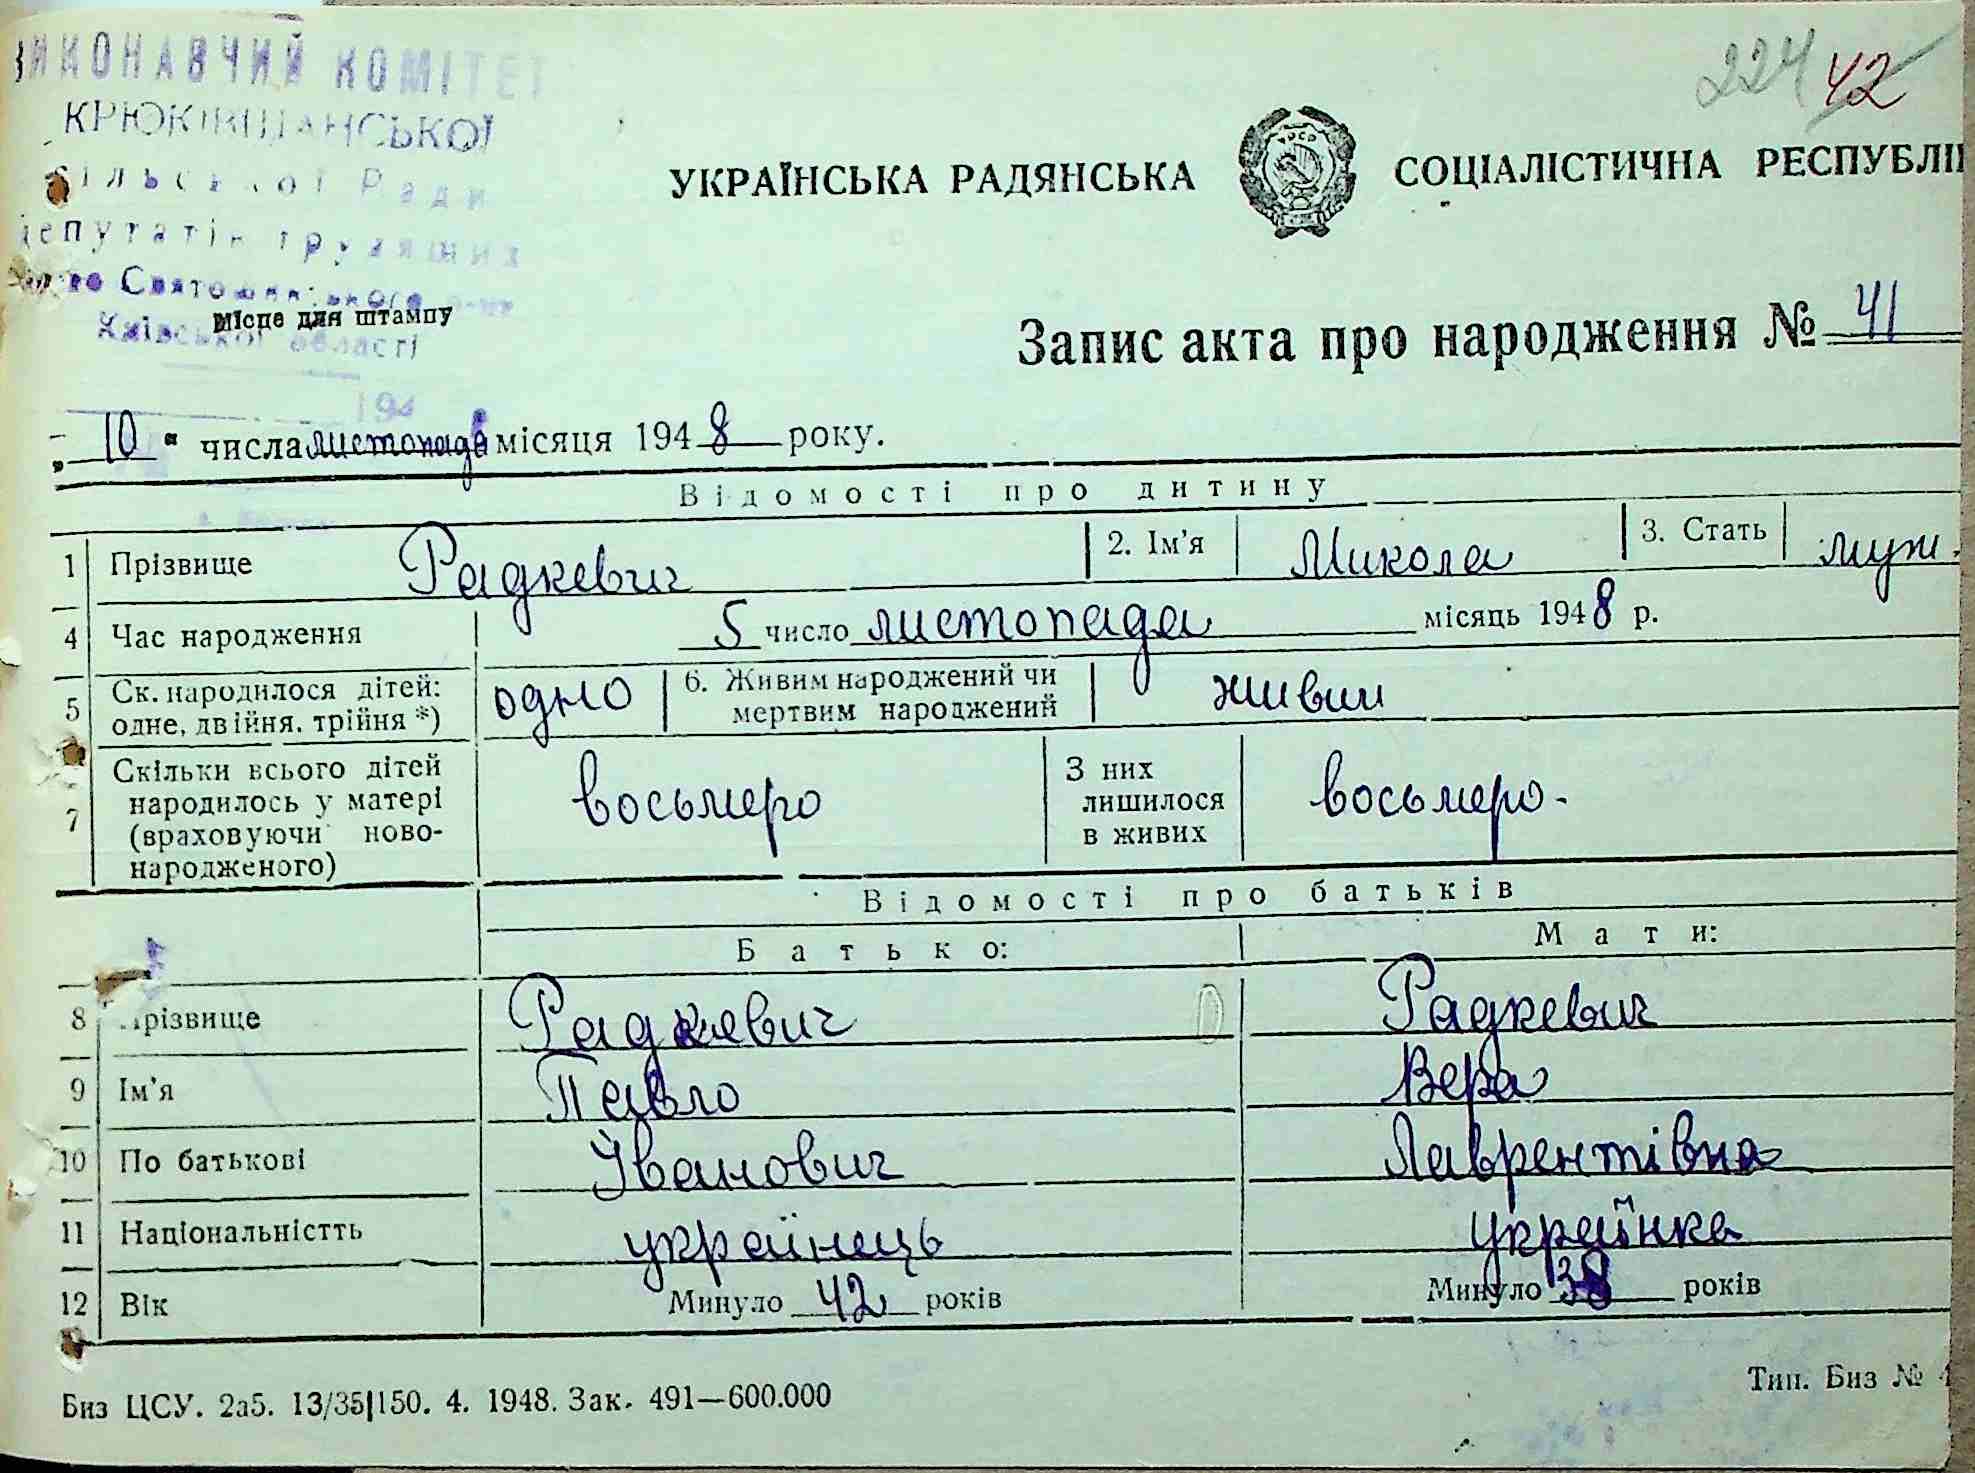 ВИКОНАВЧИЙ КОМІТЕТ
КРЮКІВЩАНСЬКОЇ
сільської Ради
депутатів трудящих
Києво Святошинського р-ну
Київської області
місце для штампу
194
224 42
УКРАЇНСЬКА РАДЯНСЬКА СОЦІАЛІСТИЧНА РЕСПУБЛІ
Запис акта про народження № 41
„ 10 “ числа листопада місяця 1948 року.
Відомості про дитину
1 Прізвище Радкевич 2. Ім'я Микола 3. Стать муж.
4 Час народження 5 число листопада місяць 1948 р.
5 Ск. народилося дітей: одне, двійня, трійня *) одно 6. Живим народжений чи мертвим народжений живим
7 Скільки всього дітей народилось у матері (враховуючи ново-народженого) восьмеро З них лишилося в живих восьмеро.
Відомості про батьків
Батько: Мати:
8 Прізвище Радкевич Радкевич
9 Ім'я Павло Вера
10 По батькові Іванович Лаврентівна
11 Національністть українець українка
12 Вік Минуло 42 років Минуло 38 років
Биз ЦСУ. 2а5. 13/35|150. 4. 1948. Зак. 491—600.000
Тип. Биз №